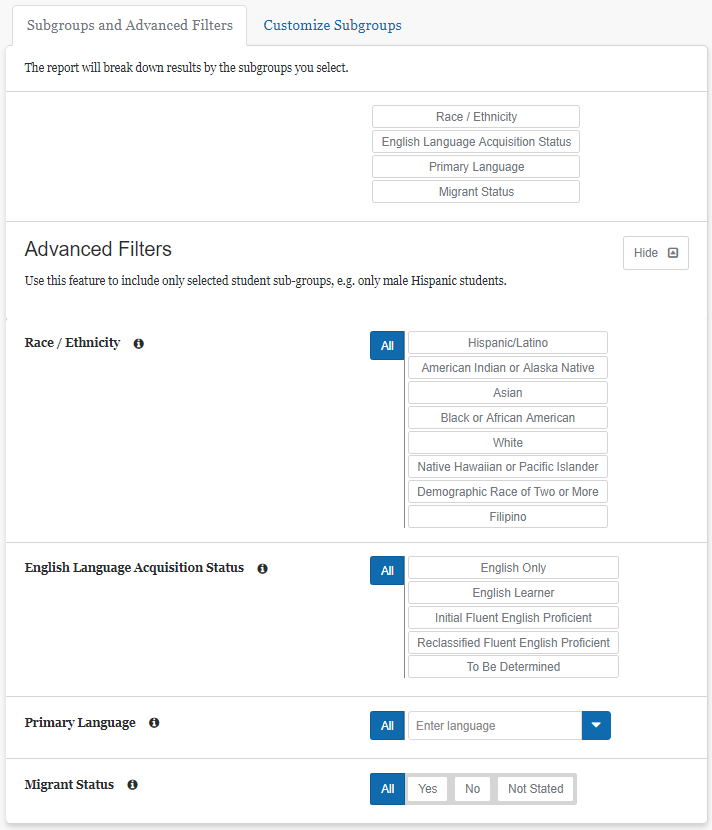 Subgroups and Advanced Filters Customize Subgroups
The report will break down results by the subgroups you select.
Race / Ethnicity
English Language Acquisition Status
Primary Language
Migrant Status
Advanced Filters
Hide
Use this feature to include only selected student sub-groups, e.g. only male Hispanic students.
Race / Ethnicity All Hispanic/Latino
American Indian or Alaska Native
Asian
Black or African American
White
Native Hawaiian or Pacific Islander
Demographic Race of Two or More
Filipino
English Language Acquisition Status All English Only
English Learner
Initial Fluent English Proficient
Reclassified Fluent English Proficient
To Be Determined
Primary Language All Enter language
Migrant Status All Yes No Not Stated